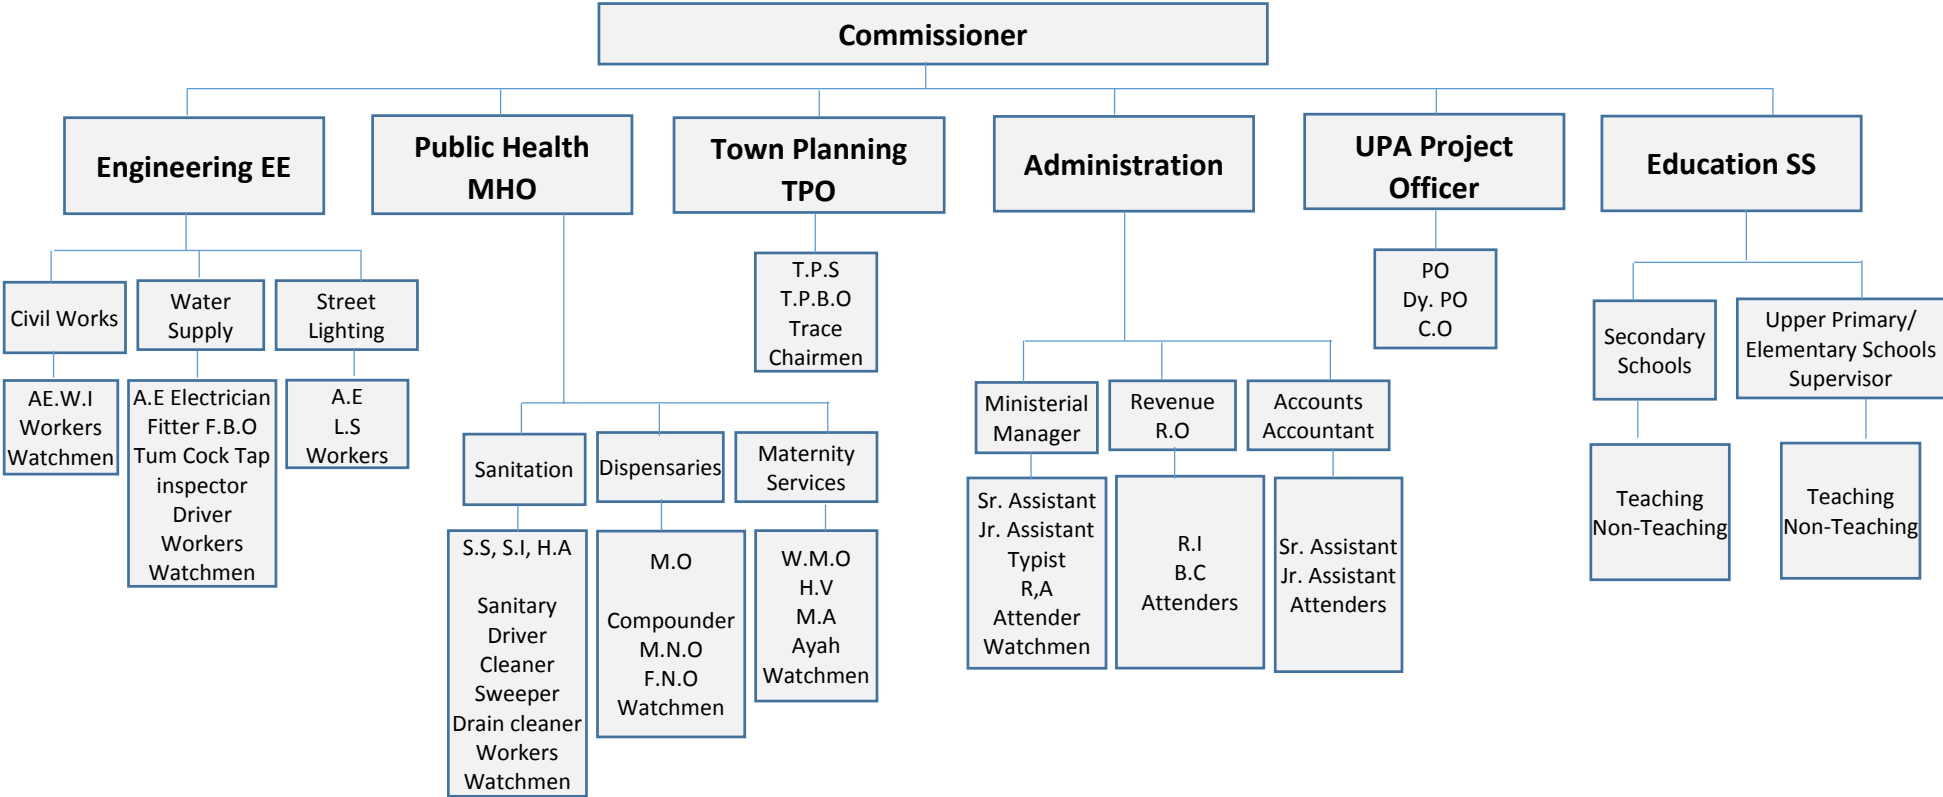 Commissioner
Engineering EE
Public Health
MHO
Town Planning
TPO
Administration
UPA Project
Officer
Education SS
Civil Works
Water
Supply
Street
Lighting
AE.W.I
Workers
Watchmen
A.E Electrician
Fitter F.B.O
Tum Cock Tap
inspector
Driver
Workers
Watchmen
A.E
L.S
Workers
Sanitation
Dispensaries
Maternity
Services
S.S, S.I, H.A
Sanitary
Driver
Cleaner
Sweeper
Drain cleaner
Workers
Watchmen
M.O
Compounder
M.N.O
F.N.O
Watchmen
W.M.O
H.V
M.A
Ayah
Watchmen
T.P.S
T.P.B.O
Trace
Chairmen
Ministerial
Manager
Revenue
R.O
Accounts
Accountant
Sr. Assistant
Jr. Assistant
Typist
R,A
Attender
Watchmen
R.I
B.C
Attenders
Sr. Assistant
Jr. Assistant
Attenders
PO
Dy. PO
C.O
Secondary
Schools
Upper Primary/
Elementary Schools
Supervisor
Teaching
Non-Teaching
Teaching
Non-Teaching